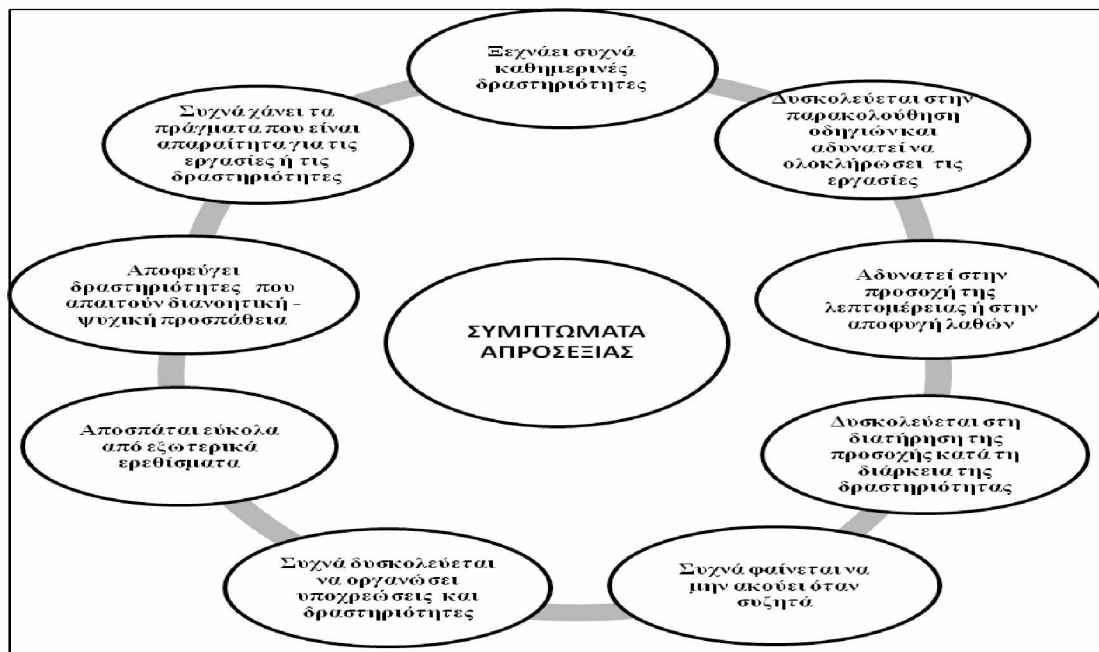 Ξεχνάει συχνά
καθημερινές
δραστηριότητες
Δυσκολεύεται στην
παρακολούθηση
οδηγιών και
αδυνατεί να
ολοκλήρωσει τις
εργασίες
Αδυνατεί στην
προσοχή της
λεπτομέρειας ή στην
αποφυγή λαθών
Δυσκολεύεται στη
διατήρηση της
προσοχής κατά τη
διάρκεια της
δραστηριότητας
Συχνά φαίνεται να
μην ακούει όταν
συζητά
Συχνά δυσκολεύεται
να οργανώσει
υποχρεώσεις και
δραστηριότητες
Αποσπάται εύκολα
από εξωτερικά
ερεθίσματα
Αποφεύγει
δραστηριότητες που
απαιτούν διανοητική -
ψυχική προσπάθεια
Συχνά χάνει τα
πράγματα που είναι
απαραίτητα για τις
εργασίες ή τις
δραστηριότητες
ΣΥΜΠΤΩΜΑΤΑ
ΑΠΡΟΣΕΞΙΑΣ